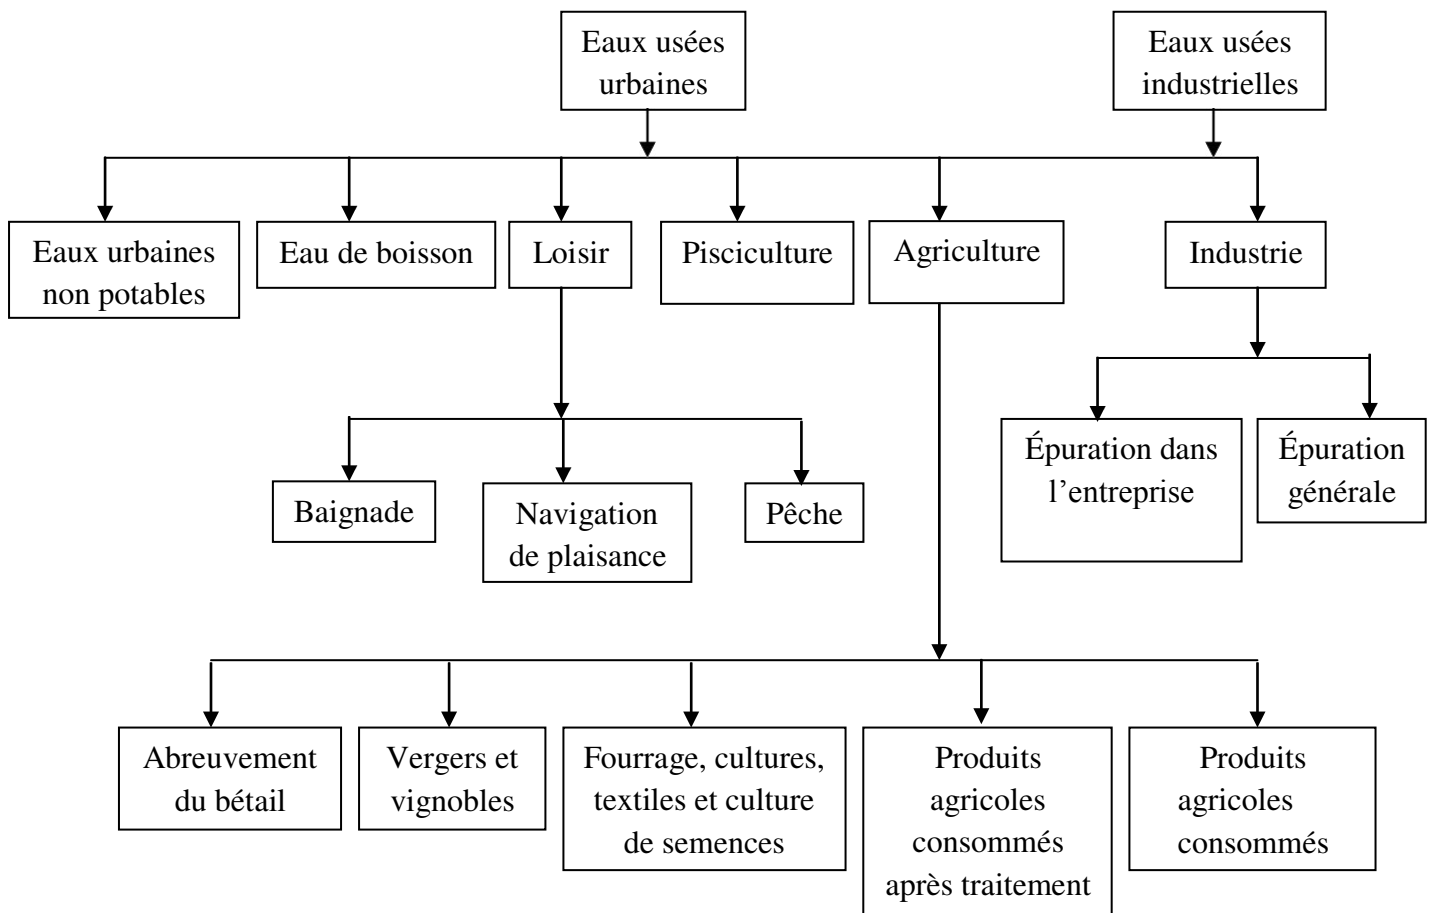 Eaux usées
urbaines
Eaux usées
industrielles
Eaux urbaines
non potables
Eau de boisson
Loisir
Pisciculture
Agriculture
Industrie
Épuration dans
l’entreprise
Épuration
générale
Baignade
Navigation
de plaisance
Pêche
Abreuvement
du bétail
Vergers et
vignobles
Fourrage, cultures,
textiles et culture
de semences
Produits
agricoles
consommés
après traitement
Produits
agricoles
consommés